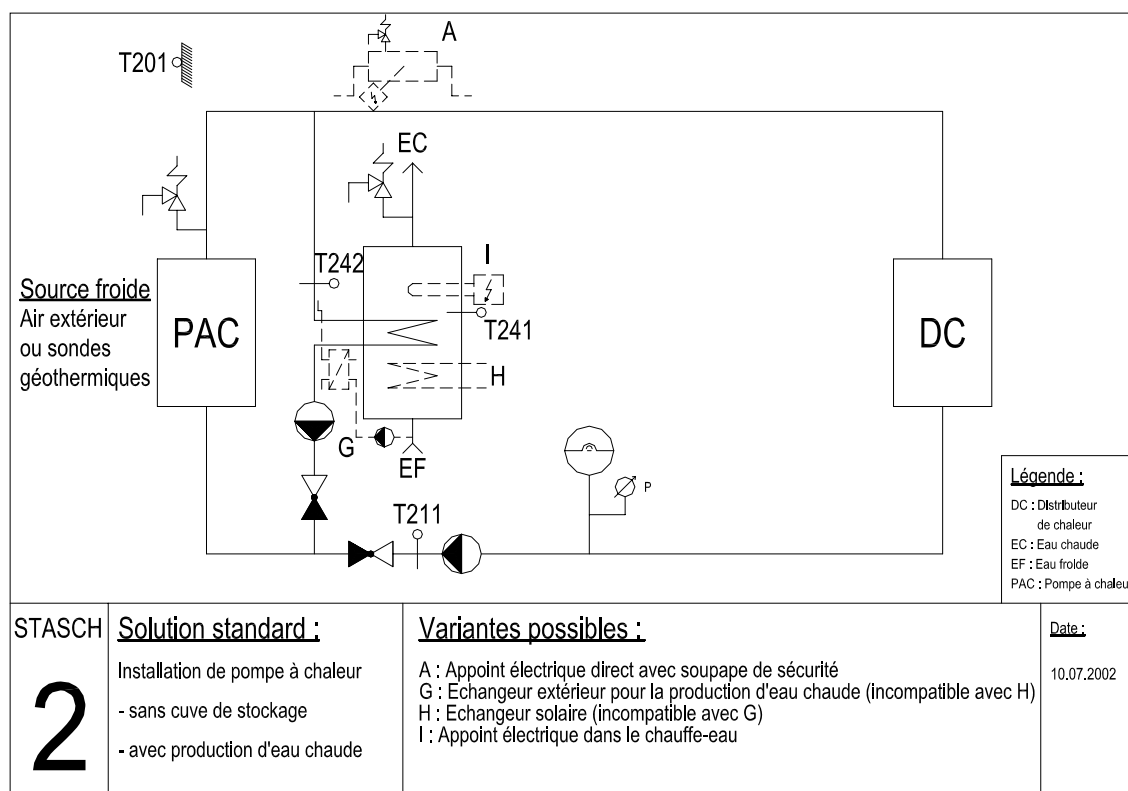 A
T201
EC
T242
I
Source froide
Air extérieur
ou sondes
géothermiques
PAC
T241
DC
H
G
EF
P
T211
Légende :
DC : Distributeur
de chaleur
EC : Eau chaude
EF : Eau froide
PAC : Pompe à chaleu
STASCH
2
Solution standard :
Installation de pompe à chaleur
- sans cuve de stockage
- avec production d'eau chaude
Variantes possibles :
A : Appoint électrique direct avec soupape de sécurité
G : Echangeur extérieur pour la production d'eau chaude (incompatible avec H)
H : Echangeur solaire (incompatible avec G)
I : Appoint électrique dans le chauffe-eau
Date :
10.07.2002